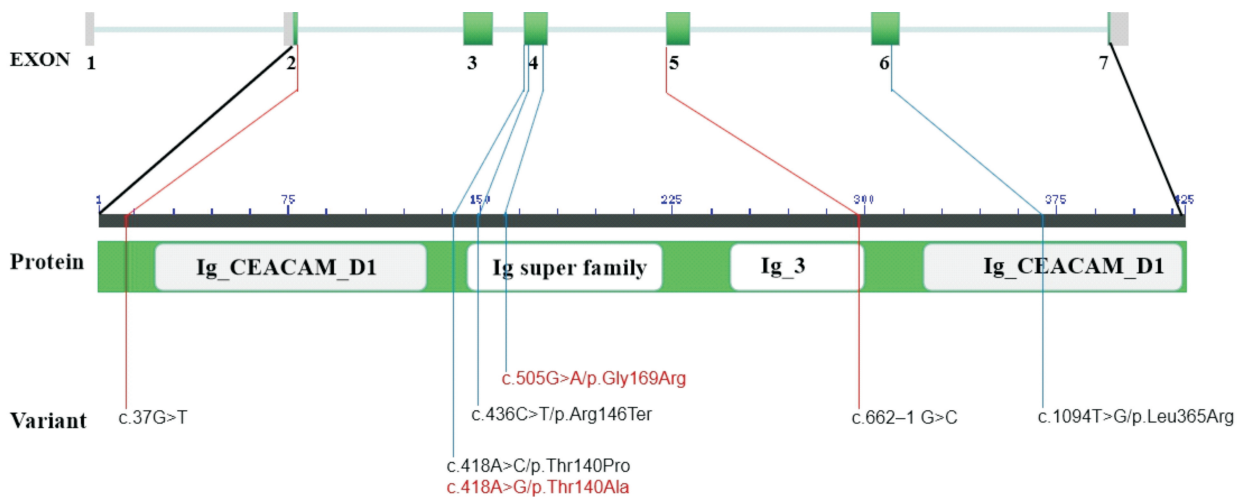 EXON 1 2 3 4 5 6 7
1 75 150 225 300 375 425
Protein Ig_CEACAM_D1 Ig super family Ig_3 Ig_CEACAM_D1
c.505G>A/p.Gly169Arg
Variant c.37G>T c.436C>T/p.Arg146Ter c.662–1 G>C c.1094T>G/p.Leu365Arg
c.418A>C/p.Thr140Pro
c.418A>G/p.Thr140Ala